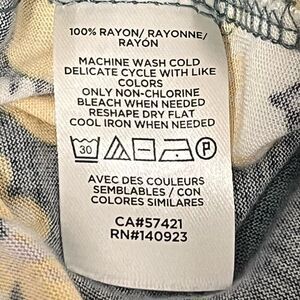 100% RAYON/ RAYONNE/
RAYÓN
MACHINE WASH COLD
DELICATE CYCLE WITH LIKE
COLORS
ONLY NON-CHLORINE
BLEACH WHEN NEEDED
RESHAPE DRY FLAT
COOL IRON WHEN NEEDED
30 P
AVEC DES COULEURS
SEMBLABLES / CON
COLORES SIMILARES
CA#57421
RN#140923